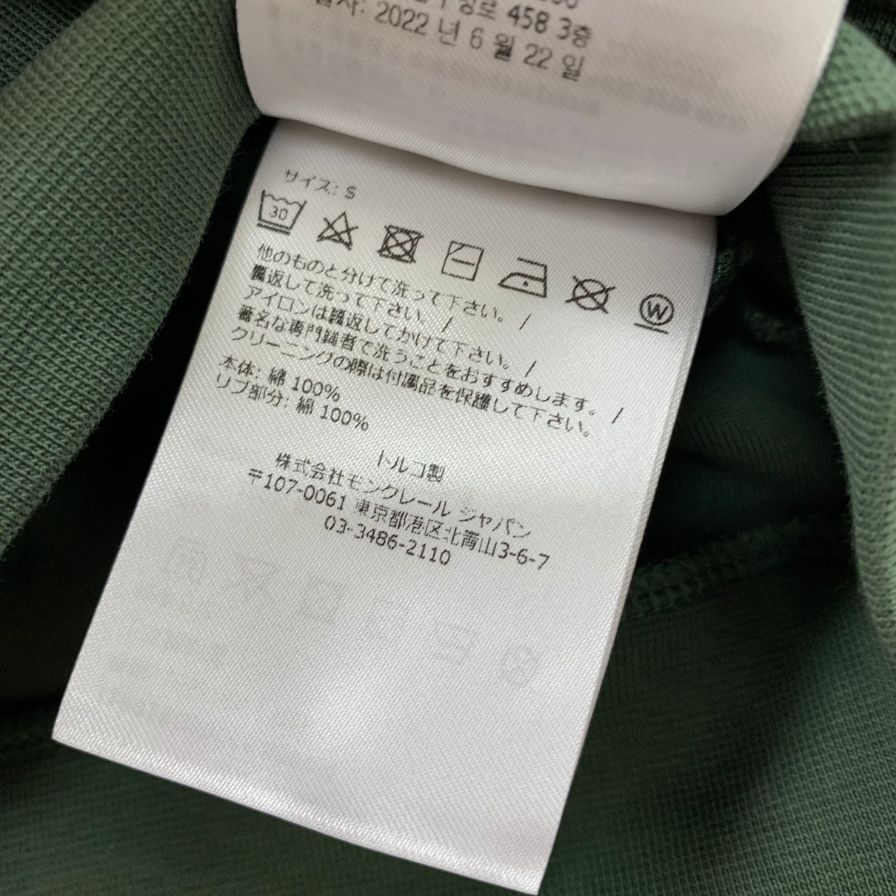 458 3층
2022 년 6 월 22 일
サイズ: S
30
W
他のものと分けて洗って下さい。 /
裏返して洗って下さい。 /
アイロンは裏返してかけて下さい。 /
著名な専門業者で洗うことをおすすめします。 /
クリーニングの際は付属品を保護して下さい。
本体: 綿 100%
リブ部分: 綿 100%
トルコ製
株式会社モンクレール ジャパン
〒107-0061 東京都港区北青山3-6-7
03-3486-2110